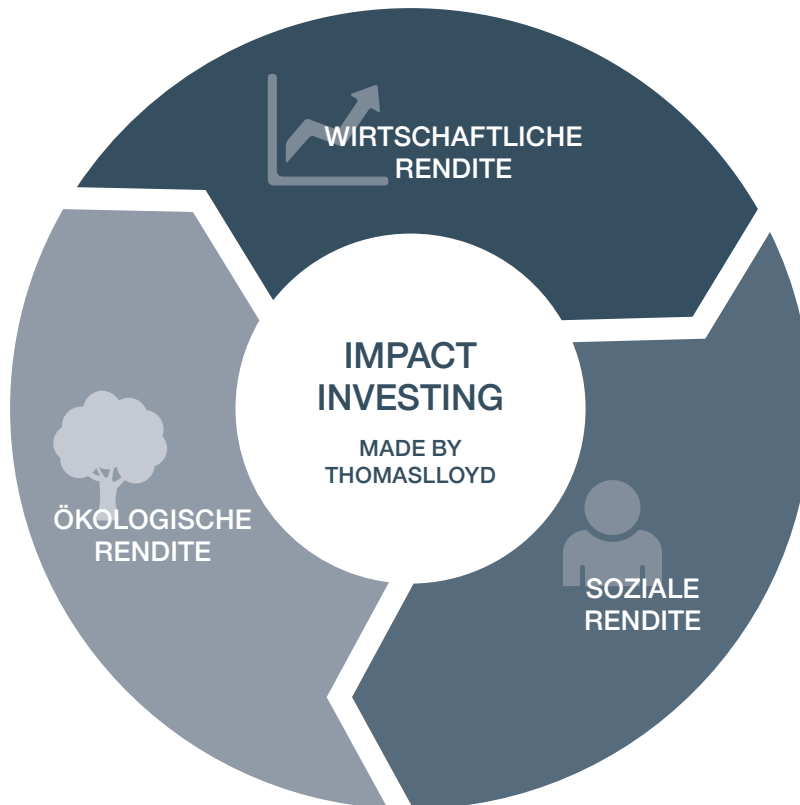 WIRTSCHAFTLICHE
RENDITE
IMPACT
INVESTING
MADE BY
THOMASLLOYD
ÖKOLOGISCHE
RENDITE
SOZIALE
RENDITE